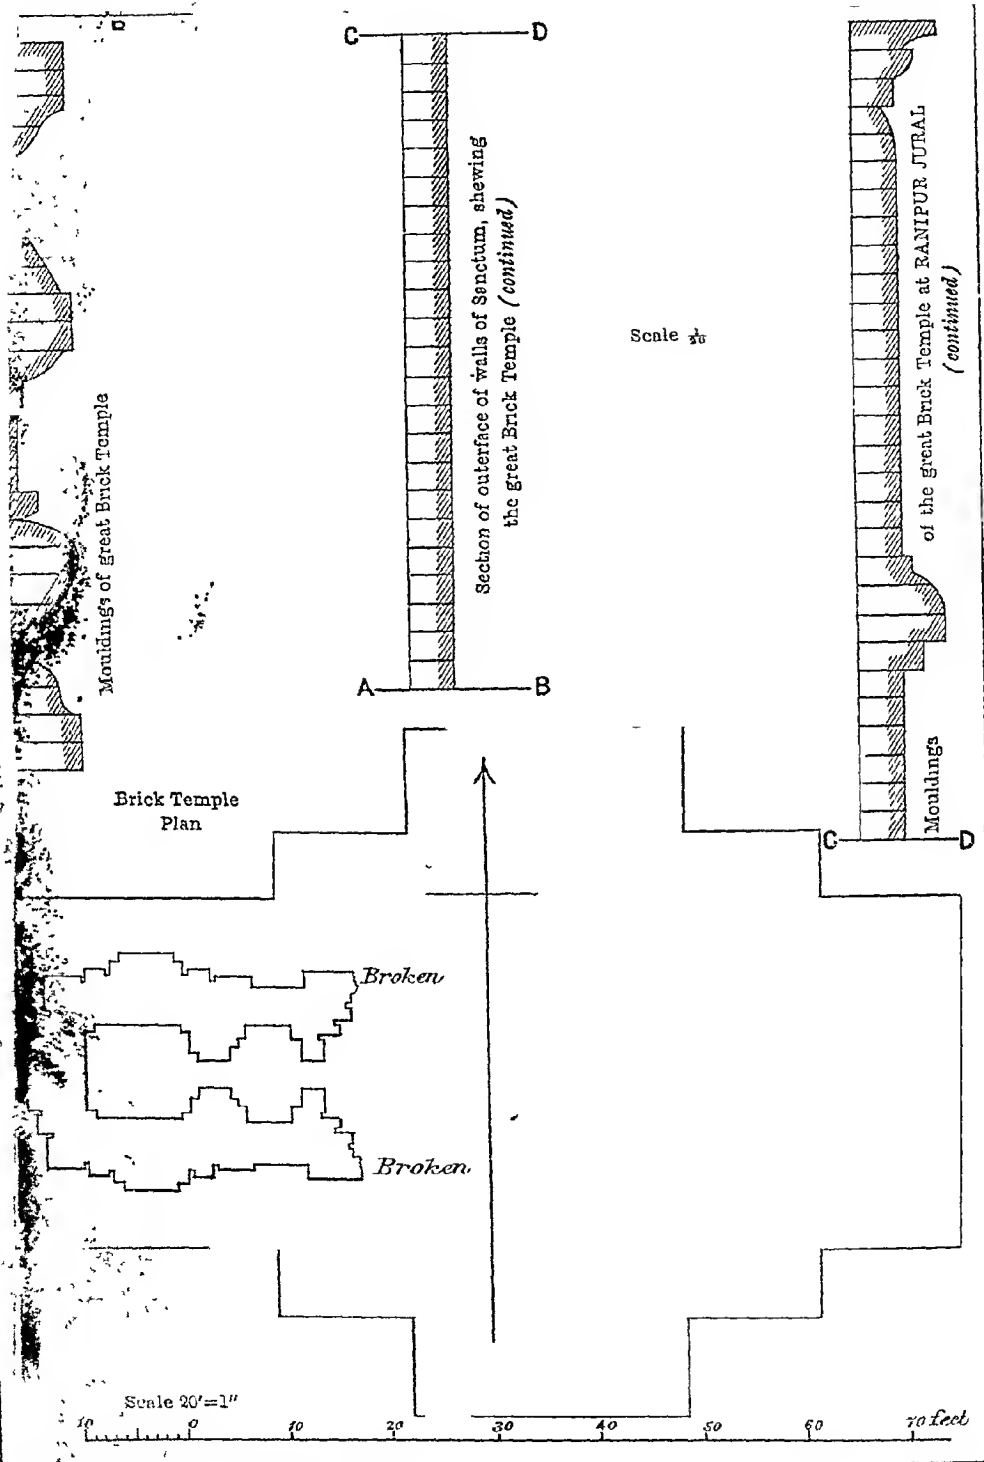 B
C D
Section of outerface of walls of Sanctum, shewing
the great Brick Temple (continued)
A B
Mouldings of great Brick Temple
Scale 1/20
Mouldings of the great Brick Temple at RANIPUR JURAL
(continued)
C D
Brick Temple
Plan
Broken
Broken
Scale 20'=1"
10 0 10 20 30 40 50 60 70 feet